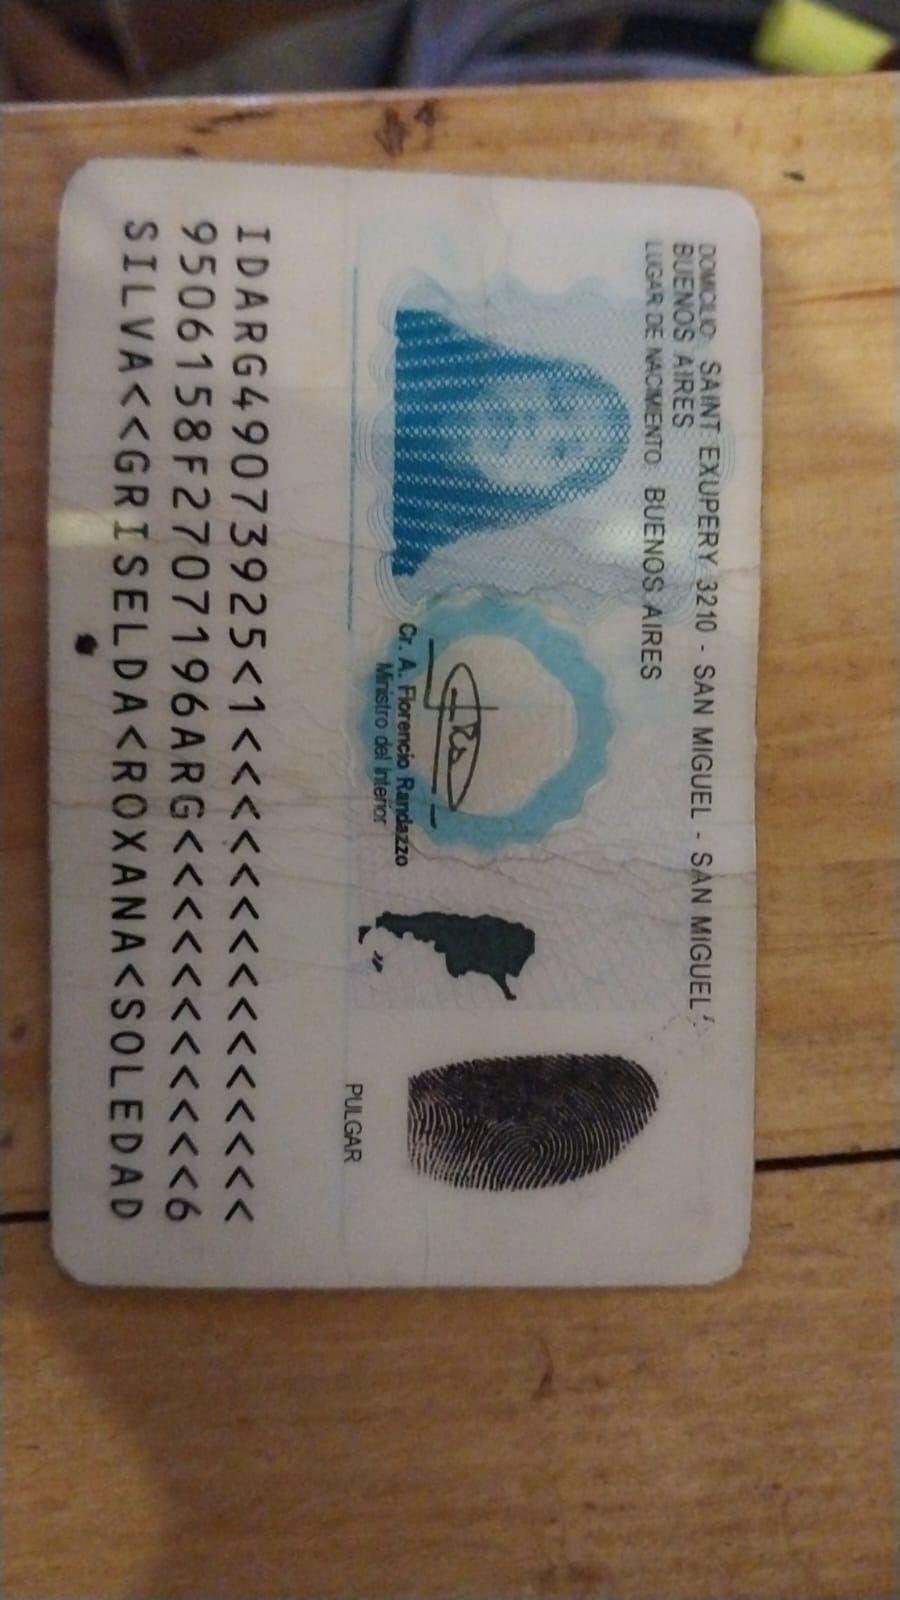 DOMICILIO: SAINT EXUPERY 3210 - SAN MIGUEL - SAN MIGUEL -
BUENOS AIRES
LUGAR DE NACIMIENTO: BUENOS AIRES
Cr. A. Florencio Randazzo
Ministro del Interior
PULGAR
IDARG49073925<1<<<<<<<<<<<<<<<
9506158F2707196ARG<<<<<<<<<<<6
SILVA<<GRISELDA<ROXANA<SOLEDAD